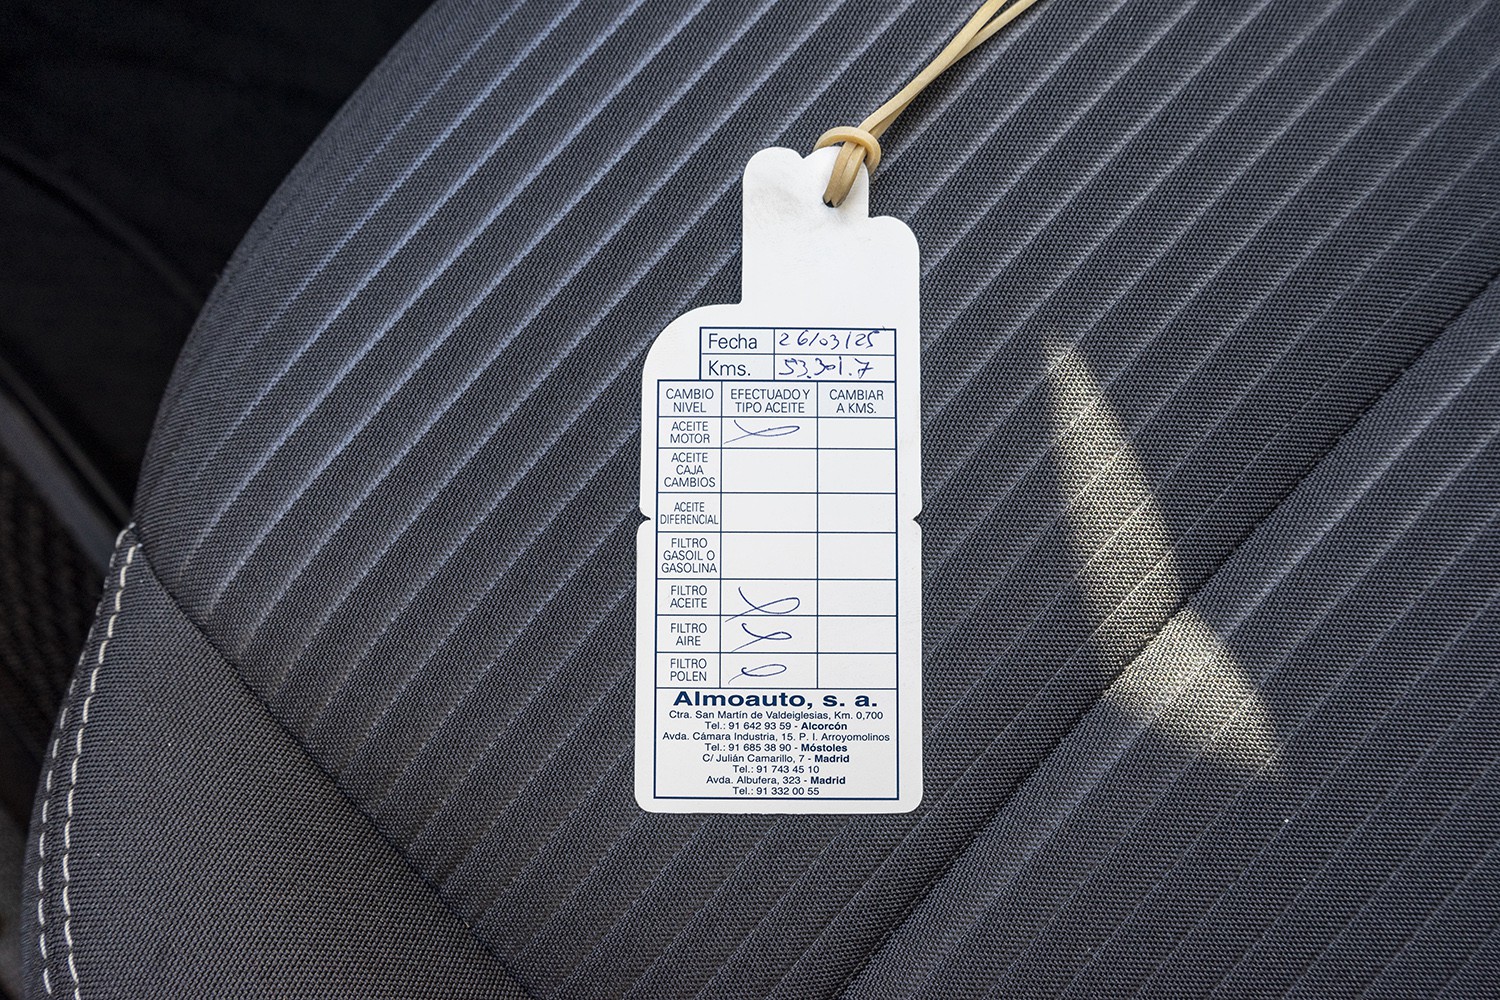 Fecha 26/03/25
Kms. 53.301.7
CAMBIO NIVEL EFECTUADO Y TIPO ACEITE CAMBIAR A KMS.
ACEITE MOTOR
ACEITE CAJA CAMBIOS
ACEITE DIFERENCIAL
FILTRO GASOIL O GASOLINA
FILTRO ACEITE
FILTRO AIRE
FILTRO POLEN
Almoauto, s. a.
Ctra. San Martín de Valdeiglesias, Km. 0,700
Tel.: 91 642 93 59 - Alcorcón
Avda. Cámara Industria, 15. P. I. Arroyomolinos
Tel.: 91 685 38 90 - Móstoles
C/ Julián Camarillo, 7 - Madrid
Tel.: 91 743 45 10
Avda. Albufera, 323 - Madrid
Tel.: 91 332 00 55